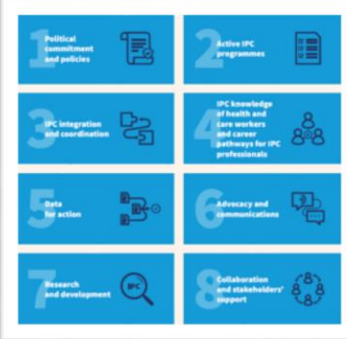 1
Political
commitment
and policies
2
Active IPC
programmes
3
IPC integration
and coordination
4
IPC knowledge
of health and
care workers
and career
pathways for IPC
professionals
5
Data
for action
6
Advocacy and
communications
7
Research
and development
IPC
8
Collaboration
and stakeholders'
support